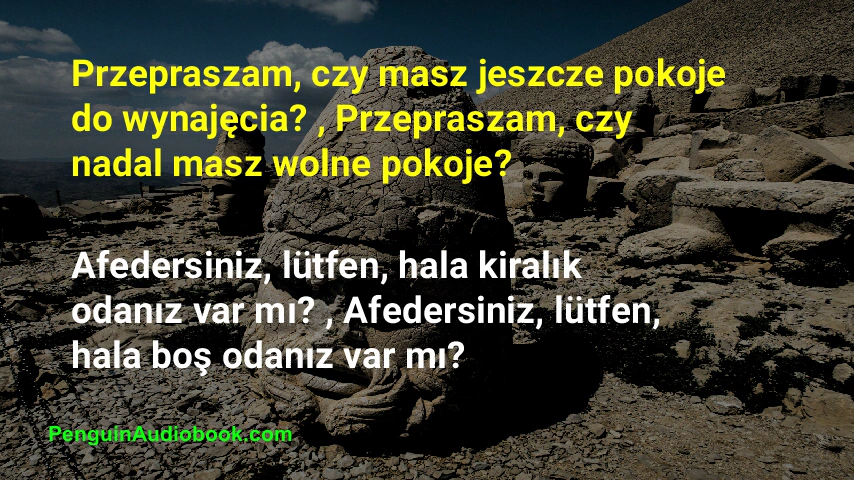 Przepraszam, czy masz jeszcze pokoje
do wynajęcia? , Przepraszam, czy
nadal masz wolne pokoje?
Afedersiniz, lütfen, hala kiralık
odanız var mı? , Afedersiniz, lütfen,
hala boş odanız var mı?
PenguinAudiobook.com